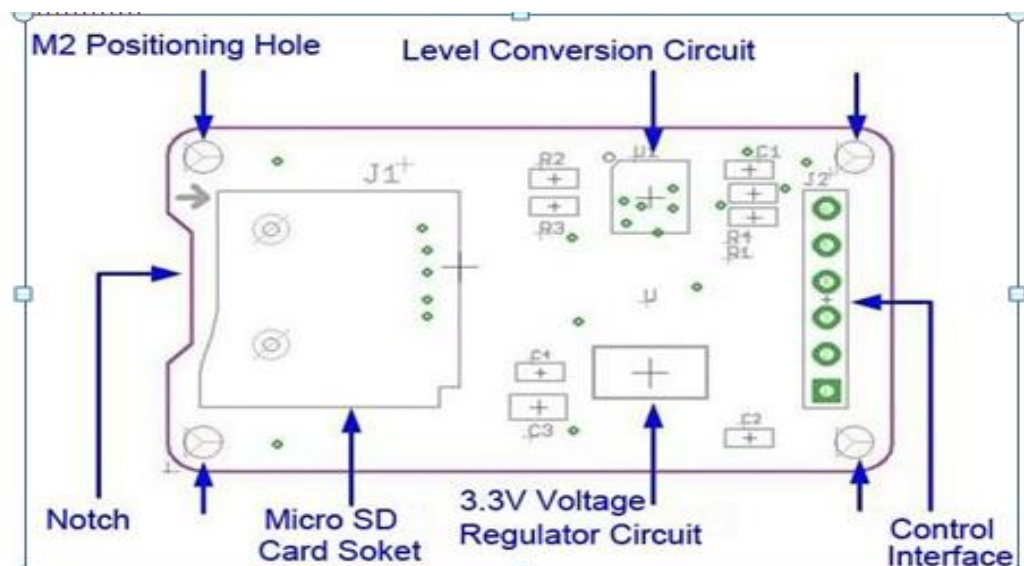 M2 Positioning Hole
Level Conversion Circuit
J1
R2
R3
U1
C1
J2
R4
R1
U
C4
C3
C2
Notch
Micro SD
Card Soket
3.3V Voltage
Regulator Circuit
Control
Interface